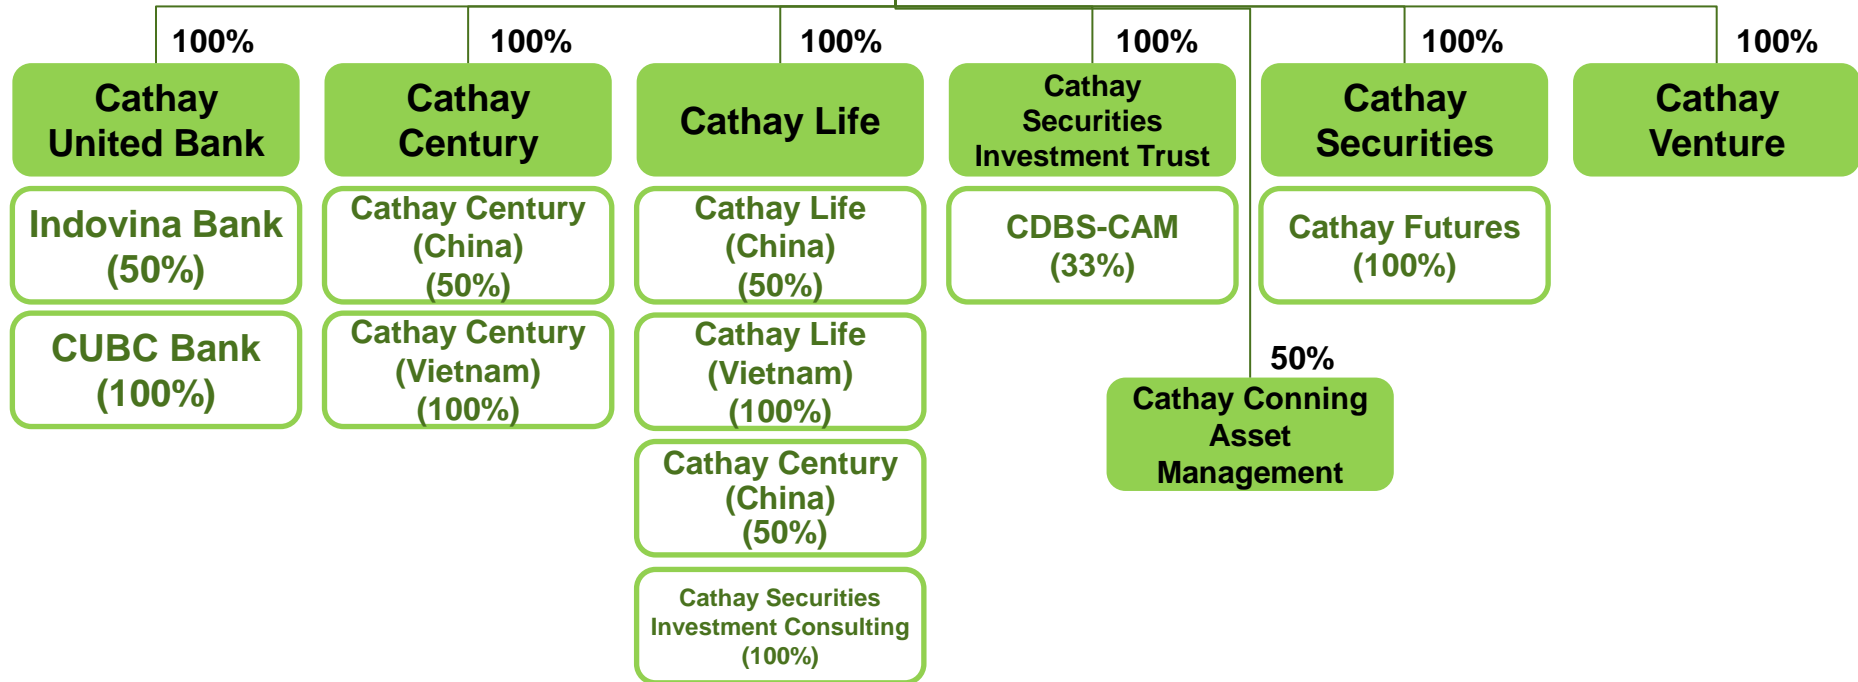 100%
100%
100%
100%
100%
100%
Cathay
United Bank
Cathay
Century
Cathay Life
Cathay
Securities
Investment Trust
Cathay
Securities
Cathay
Venture
Indovina Bank
(50%)
Cathay Century
(China)
(50%)
Cathay Life
(China)
(50%)
CDBS-CAM
(33%)
Cathay Futures
(100%)
CUBC Bank
(100%)
Cathay Century
(Vietnam)
(100%)
Cathay Life
(Vietnam)
(100%)
50%
Cathay Conning
Asset
Management
Cathay Century
(China)
(50%)
Cathay Securities
Investment Consulting
(100%)